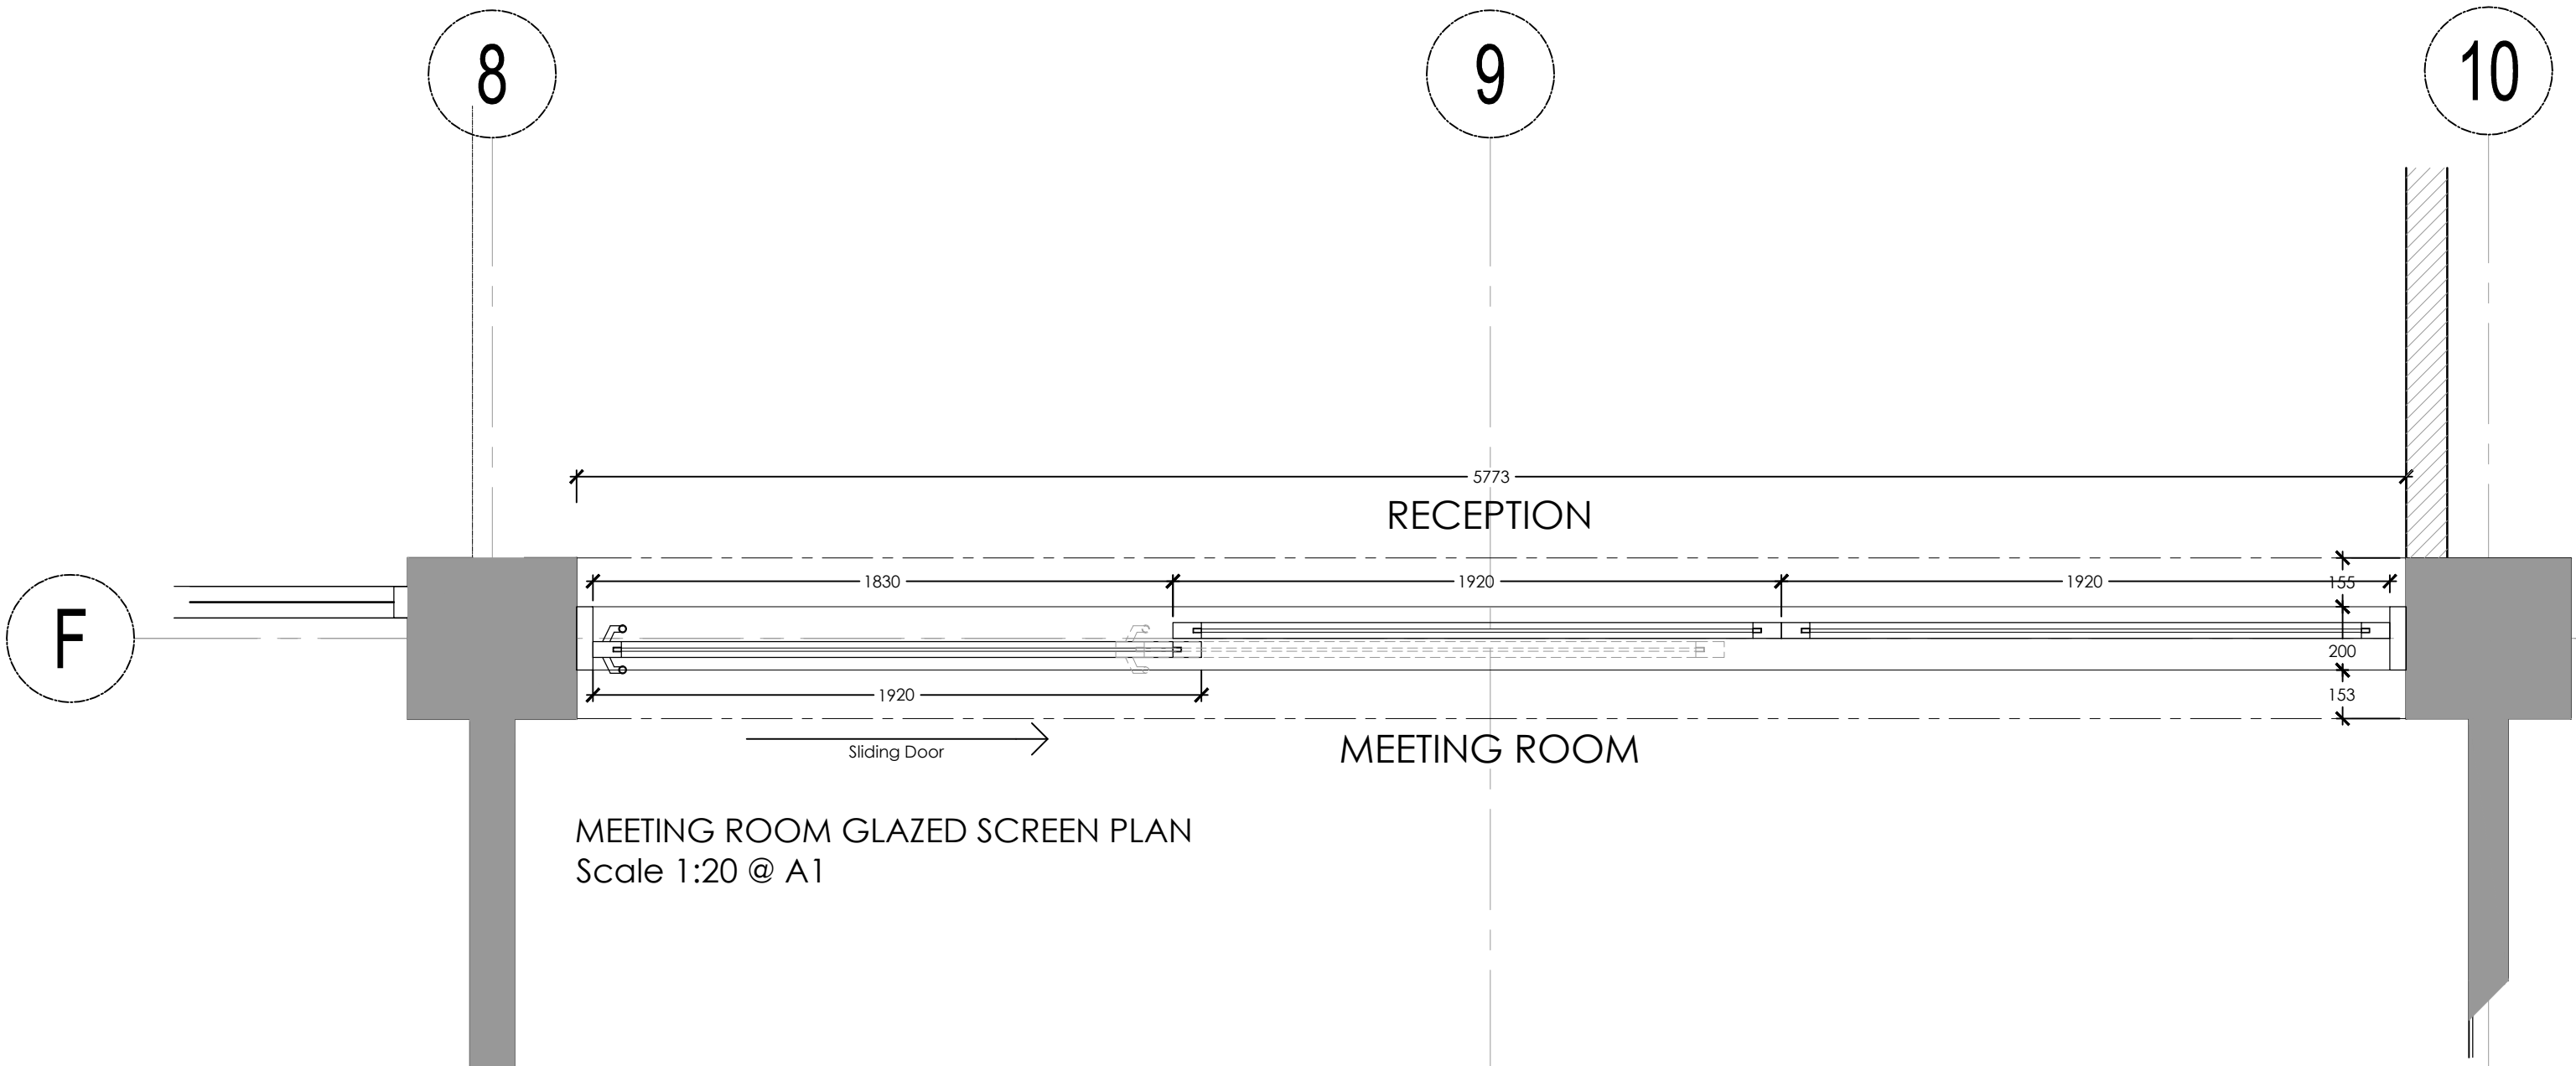 8
9
10
5773
RECEPTION
1830
1920
1920
155
F
200
1920
153
Sliding Door
MEETING ROOM
MEETING ROOM GLAZED SCREEN PLAN
Scale 1:20 @ A1